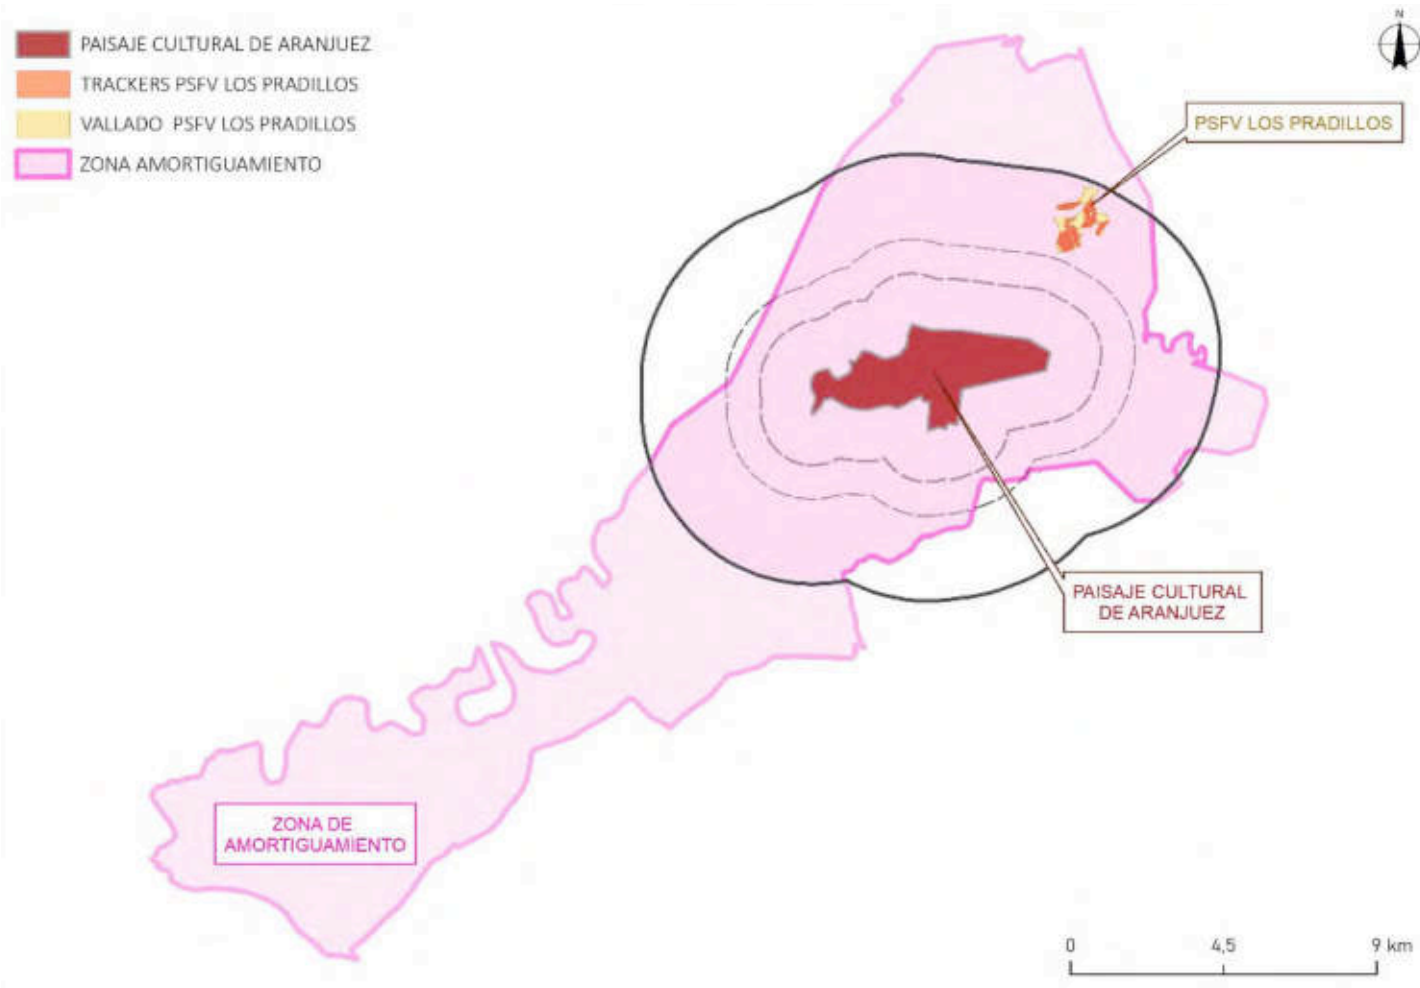 PAISAJE CULTURAL DE ARANJUEZ
TRACKERS PSFV LOS PRADILLOS
VALLADO PSFV LOS PRADILLOS
ZONA AMORTIGUAMIENTO
N
PSFV LOS PRADILLOS
PAISAJE CULTURAL
DE ARANJUEZ
ZONA DE
AMORTIGUAMIENTO
0 4,5 9 km